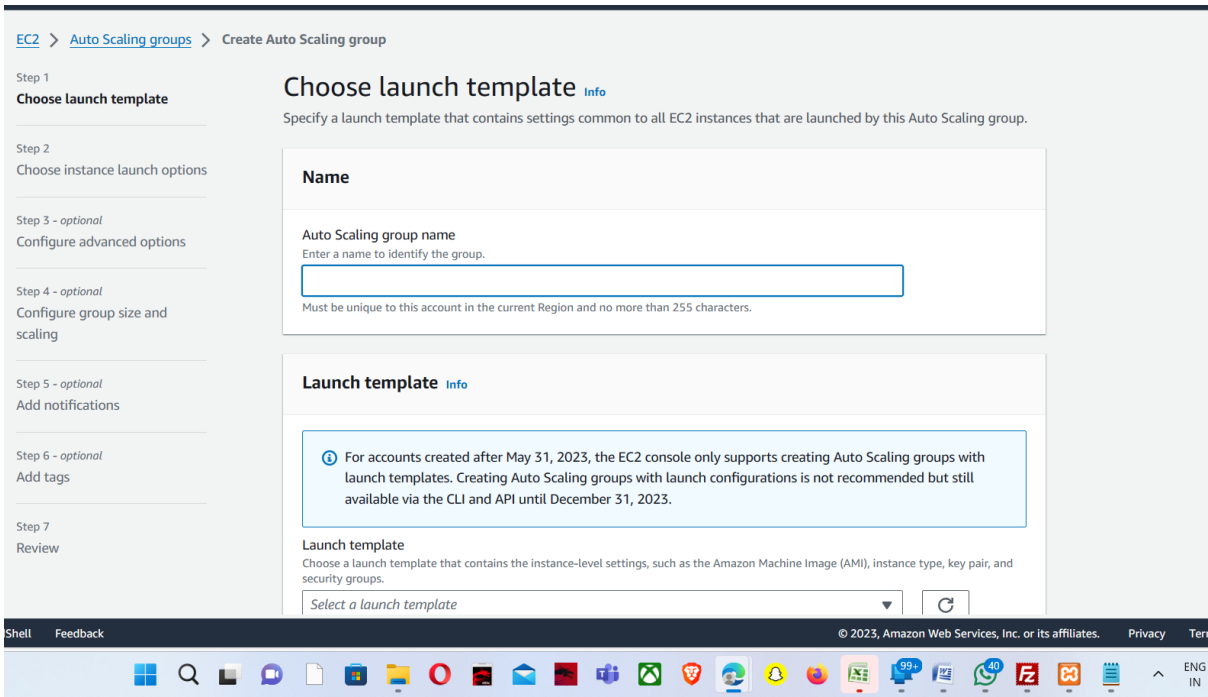 EC2 > Auto Scaling groups > Create Auto Scaling group
Step 1
Choose launch template
Step 2
Choose instance launch options
Step 3 - optional
Configure advanced options
Step 4 - optional
Configure group size and
scaling
Step 5 - optional
Add notifications
Step 6 - optional
Add tags
Step 7
Review
Choose launch template Info
Specify a launch template that contains settings common to all EC2 instances that are launched by this Auto Scaling group.
Name
Auto Scaling group name
Enter a name to identify the group.
Must be unique to this account in the current Region and no more than 255 characters.
Launch template Info
For accounts created after May 31, 2023, the EC2 console only supports creating Auto Scaling groups with
launch templates. Creating Auto Scaling groups with launch configurations is not recommended but still
available via the CLI and API until December 31, 2023.
Launch template
Choose a launch template that contains the instance-level settings, such as the Amazon Machine Image (AMI), instance type, key pair, and
security groups.
Select a launch template
Shell Feedback © 2023, Amazon Web Services, Inc. or its affiliates. Privacy Ter
99+ 40 ENG
IN